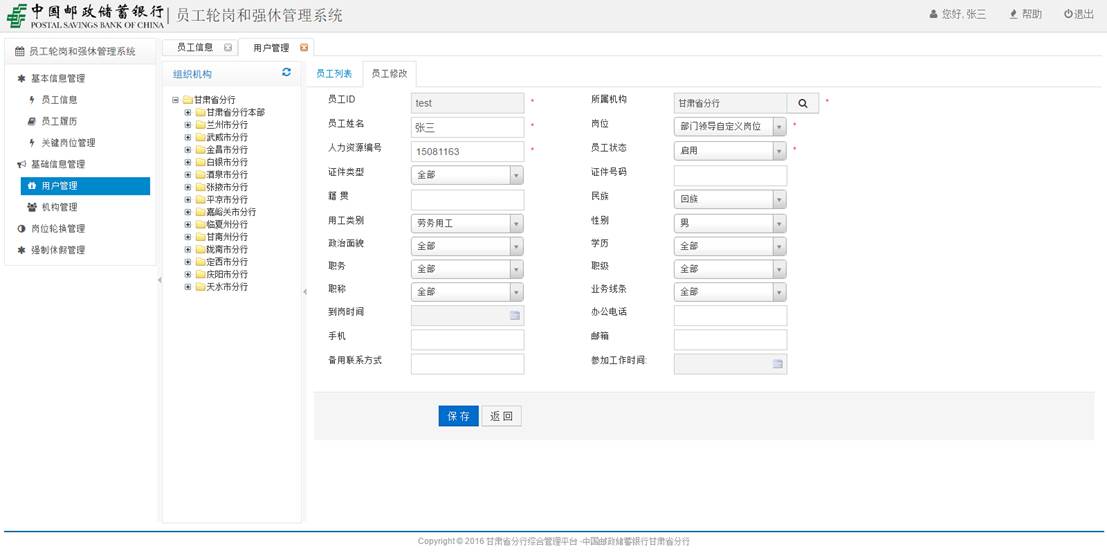 中国邮政储蓄银行
POSTAL SAVINGS BANK OF CHINA
员工轮岗和强休管理系统
您好, 张三 帮助 退出
员工轮岗和强休管理系统
基本信息管理
员工信息
员工履历
关键岗位管理
基础信息管理
用户管理
机构管理
岗位轮换管理
强制休假管理
员工信息 用户管理
组织机构
甘肃省分行
甘肃省分行本部
兰州市分行
武威市分行
金昌市分行
白银市分行
酒泉市分行
张掖市分行
平凉市分行
嘉峪关市分行
临夏州分行
甘南州分行
陇南市分行
定西市分行
庆阳市分行
天水市分行
员工列表 员工修改
员工ID test * 所属机构 甘肃省分行 *
员工姓名 张三 * 岗位 部门领导自定义岗位 *
人力资源编号 15081163 * 员工状态 启用 *
证件类型 全部 证件号码
籍 贯 民族 回族
用工类别 劳务用工 性别 男
政治面貌 全部 学历 全部
职务 全部 职级 全部
职称 全部 业务线条 全部
到岗时间 办公电话
手机 邮箱
备用联系方式 参加工作时间:
保 存 返 回
Copyright © 2016 甘肃省分行综合管理平台 -中国邮政储蓄银行甘肃省分行